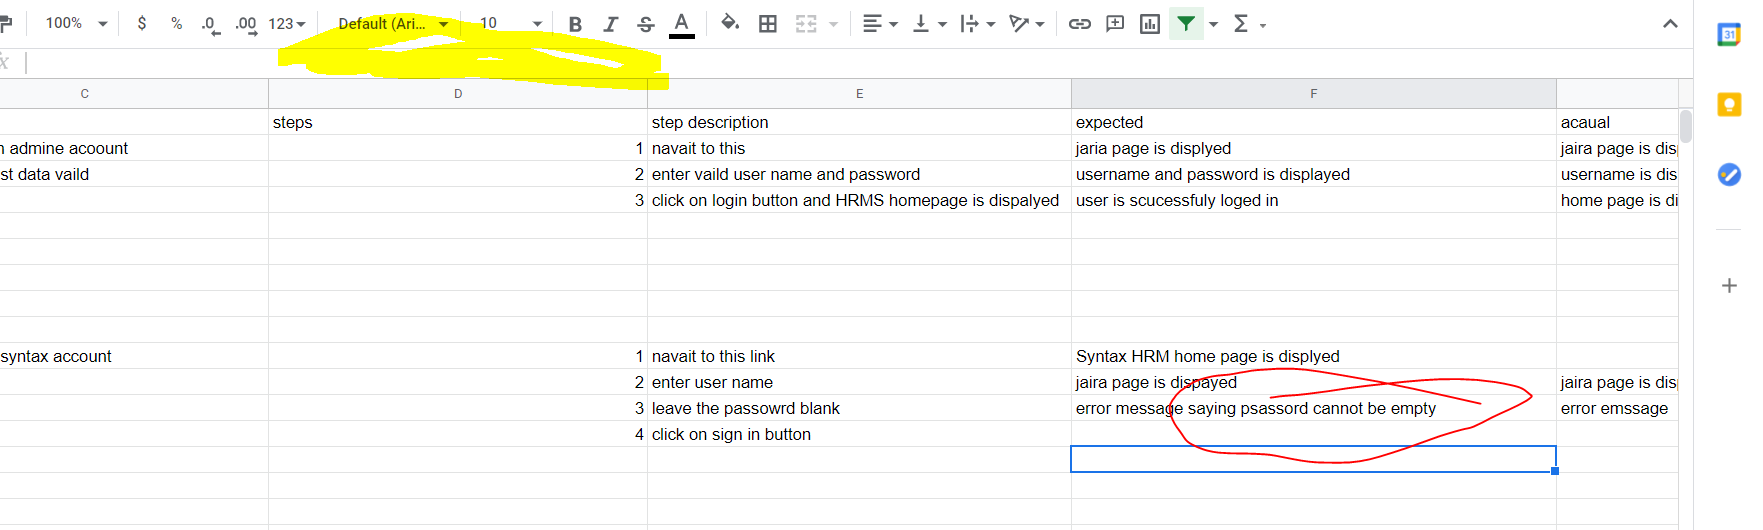 100% $ % .0 .00 123 Default (Ari... 10 B I S A Σ
31
C D E F
steps step description expected acaual
admine acoount 1 navait to this jaria page is displyed jaira page is dis
st data vaild 2 enter vaild user name and password username and password is displayed username is dis
3 click on login button and HRMS homepage is dispalyed user is scucessfuly loged in home page is di
syntax account 1 navait to this link Syntax HRM home page is displyed
2 enter user name jaira page is dispayed jaira page is dis
3 leave the passowrd blank error message saying psassord cannot be empty error emssage
4 click on sign in button